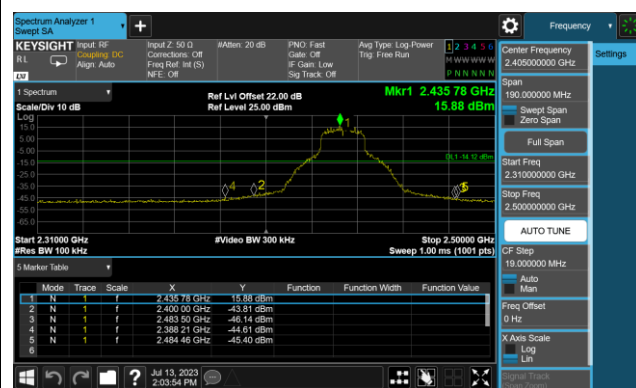 Spectrum Analyzer 1
Swept SA
+
Frequency
KEYSIGHT Input: RF
RL
Coupling: DC
Align: Auto
Input Z: 50 Ω
Corrections: Off
Freq Ref: Int (S)
NFE: Off
#Atten: 20 dB
PNO: Fast
Gate: Off
IF Gain: Low
Sig Track: Off
Avg Type: Log-Power
Trig: Free Run
1 2 3 4 5 6
M W W W W W
P N N N N N
Center Frequency
2.405000000 GHz
Settings
Span
190.000000 MHz
Swept Span
Zero Span
Full Span
Start Freq
2.310000000 GHz
Stop Freq
2.500000000 GHz
AUTO TUNE
CF Step
19.000000 MHz
Auto
Man
Freq Offset
0 Hz
X Axis Scale
Log
Lin
Signal Track
(Span Zoom)
1 Spectrum
Scale/Div 10 dB
Ref Lvl Offset 22.00 dB
Ref Level 25.00 dBm
Mkr1 2.435 78 GHz
15.88 dBm
Log
15.0
5.00
-5.00
-15.0
-25.0
-35.0
-45.0
-55.0
-65.0
1
DL1 -14.12 dBm
4
2
Start 2.31000 GHz
#Res BW 100 kHz
#Video BW 300 kHz
Stop 2.50000 GHz
Sweep 1.00 ms (1001 pts)
5 Marker Table
Mode Trace Scale X Y Function Function Width Function Value
1 N 1 f 2.435 78 GHz 15.88 dBm
2 N 1 f 2.400 00 GHz -43.81 dBm
3 N 1 f 2.483 50 GHz -46.14 dBm
4 N 1 f 2.388 21 GHz -44.61 dBm
5 N 1 f 2.484 46 GHz -45.40 dBm
6
?
Jul 13, 2023
2:03:54 PM